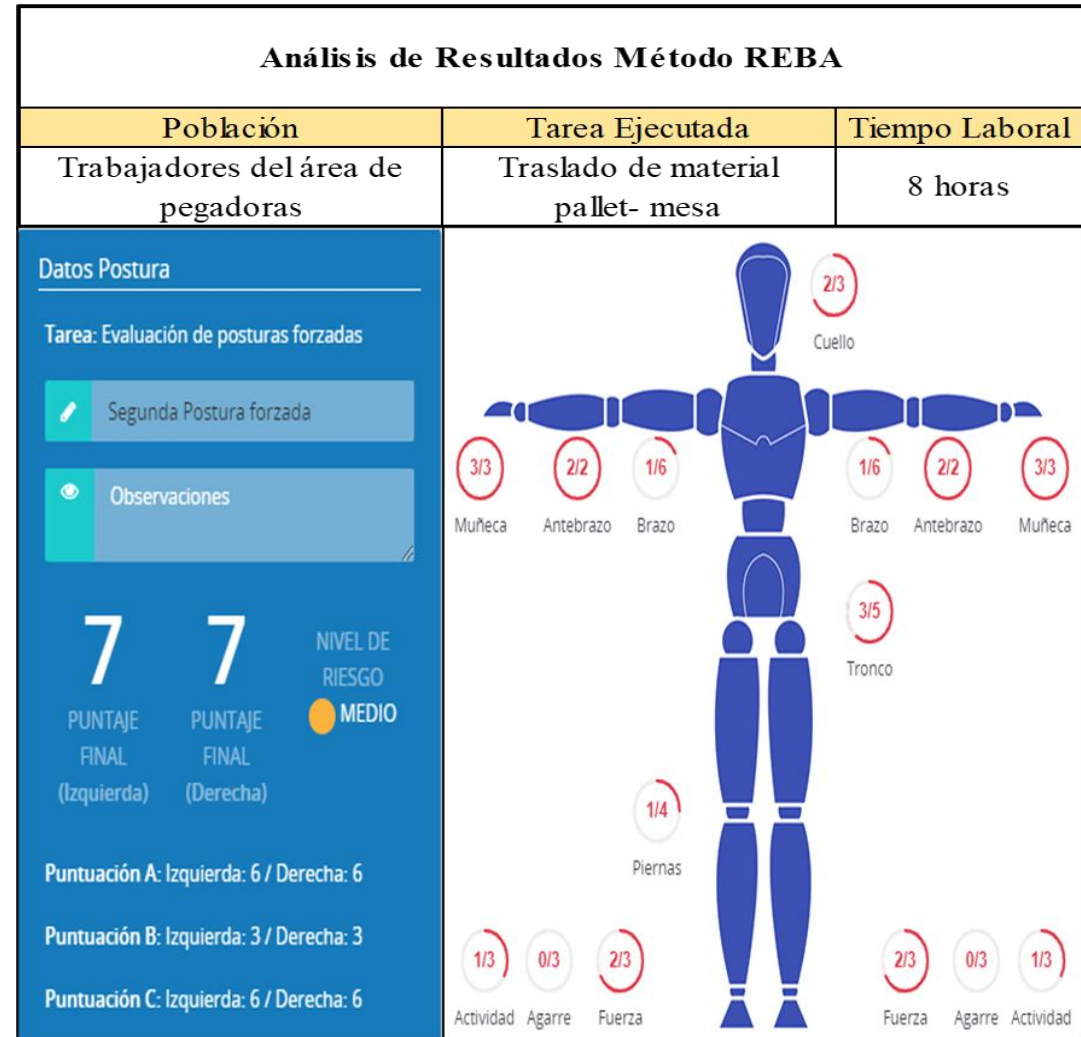 Análisis de Resultados Método REBA
Población
Tarea Ejecutada
Tiempo Laboral
Trabajadores del área de
pegadoras
Traslado de material
pallet- mesa
8 horas
Datos Postura
Tarea: Evaluación de posturas forzadas
Segunda Postura forzada
Observaciones
7
PUNTAJE
FINAL
(Izquierda)
7
PUNTAJE
FINAL
(Derecha)
NIVEL DE
RIESGO
MEDIO
Puntuación A: Izquierda: 6 / Derecha: 6
Puntuación B: Izquierda: 3 / Derecha: 3
Puntuación C: Izquierda: 6 / Derecha: 6
2/3
Cuello
3/3
2/2
1/6
1/6
2/2
3/3
Muñeca
Antebrazo
Brazo
Brazo
Antebrazo
Muñeca
3/5
Tronco
1/4
Piernas
1/3
0/3
2/3
2/3
0/3
1/3
Actividad
Agarre
Fuerza
Fuerza
Agarre
Actividad